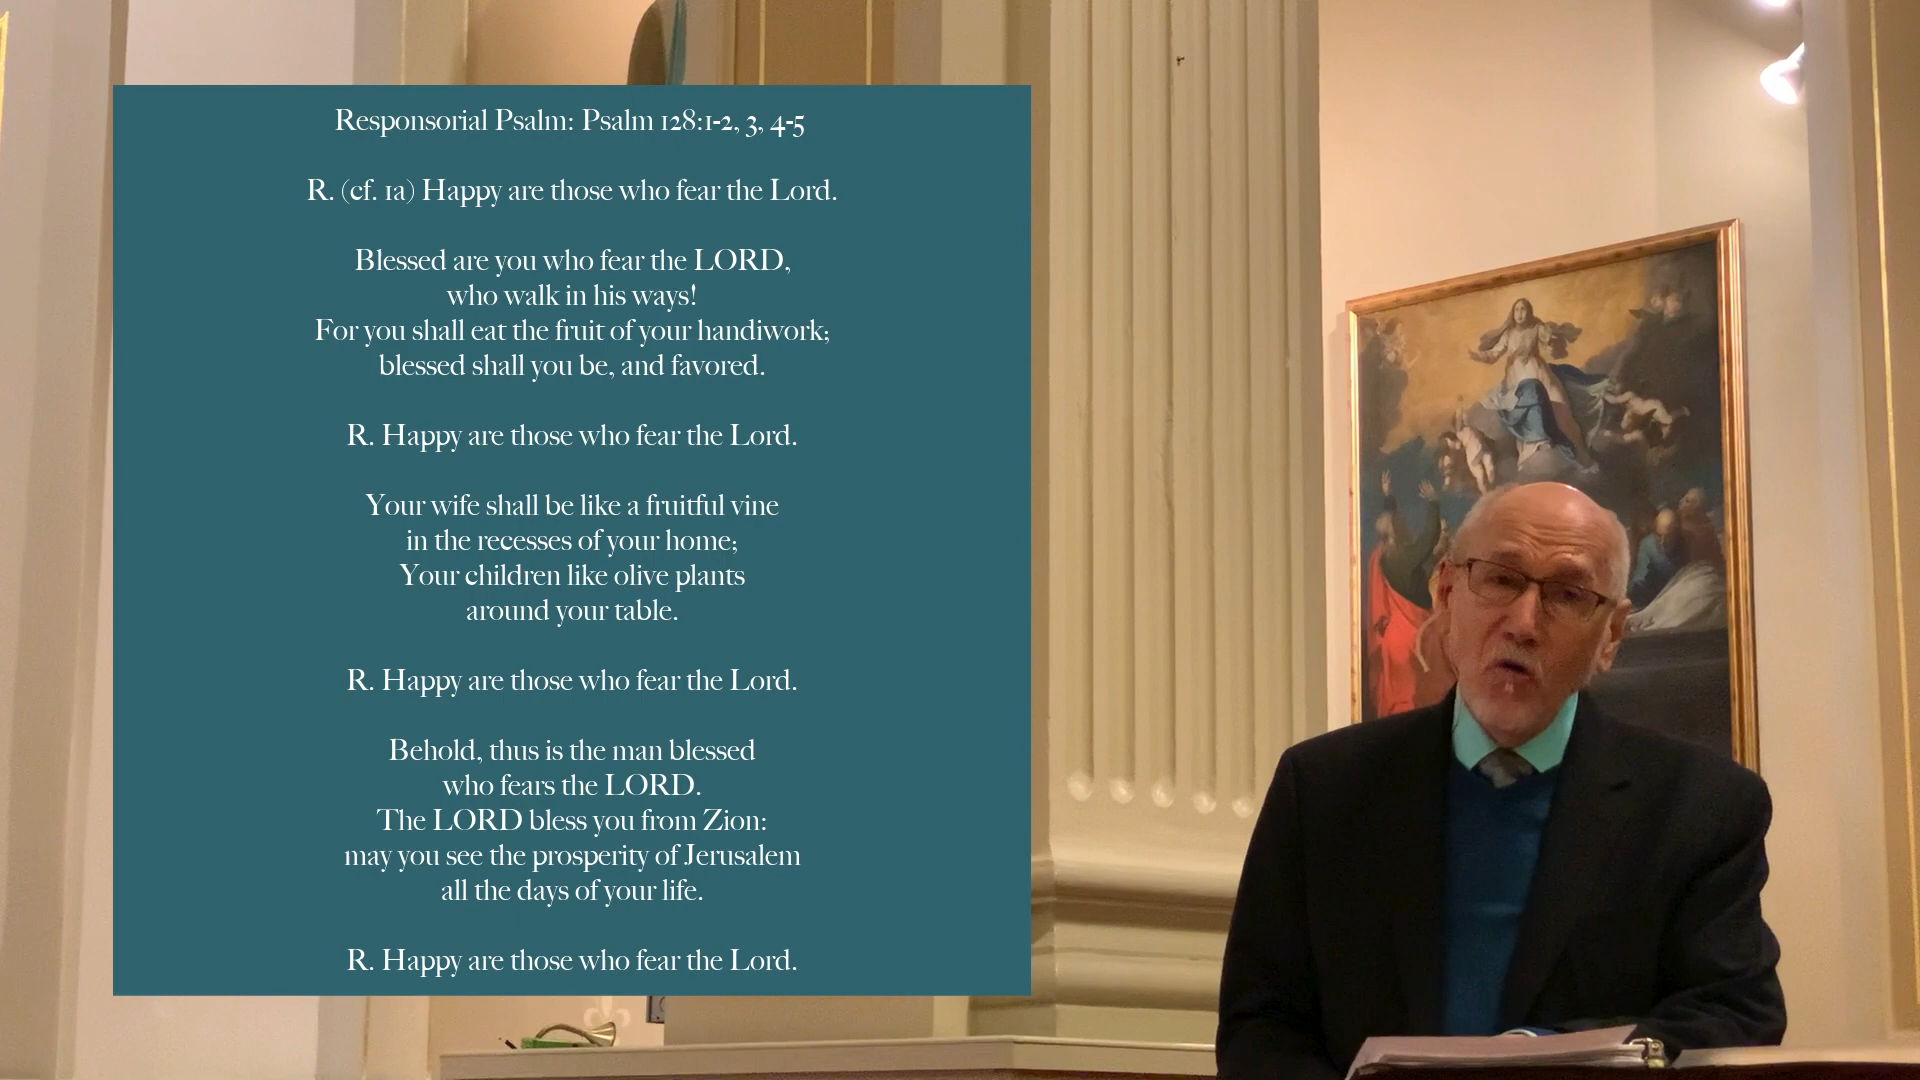 Responsorial Psalm: Psalm 128:1-2, 3, 4-5
R. (cf. 1a) Happy are those who fear the Lord.
Blessed are you who fear the LORD,
who walk in his ways!
For you shall eat the fruit of your handiwork;
blessed shall you be, and favored.
R. Happy are those who fear the Lord.
Your wife shall be like a fruitful vine
in the recesses of your home;
Your children like olive plants
around your table.
R. Happy are those who fear the Lord.
Behold, thus is the man blessed
who fears the LORD.
The LORD bless you from Zion:
may you see the prosperity of Jerusalem
all the days of your life.
R. Happy are those who fear the Lord.